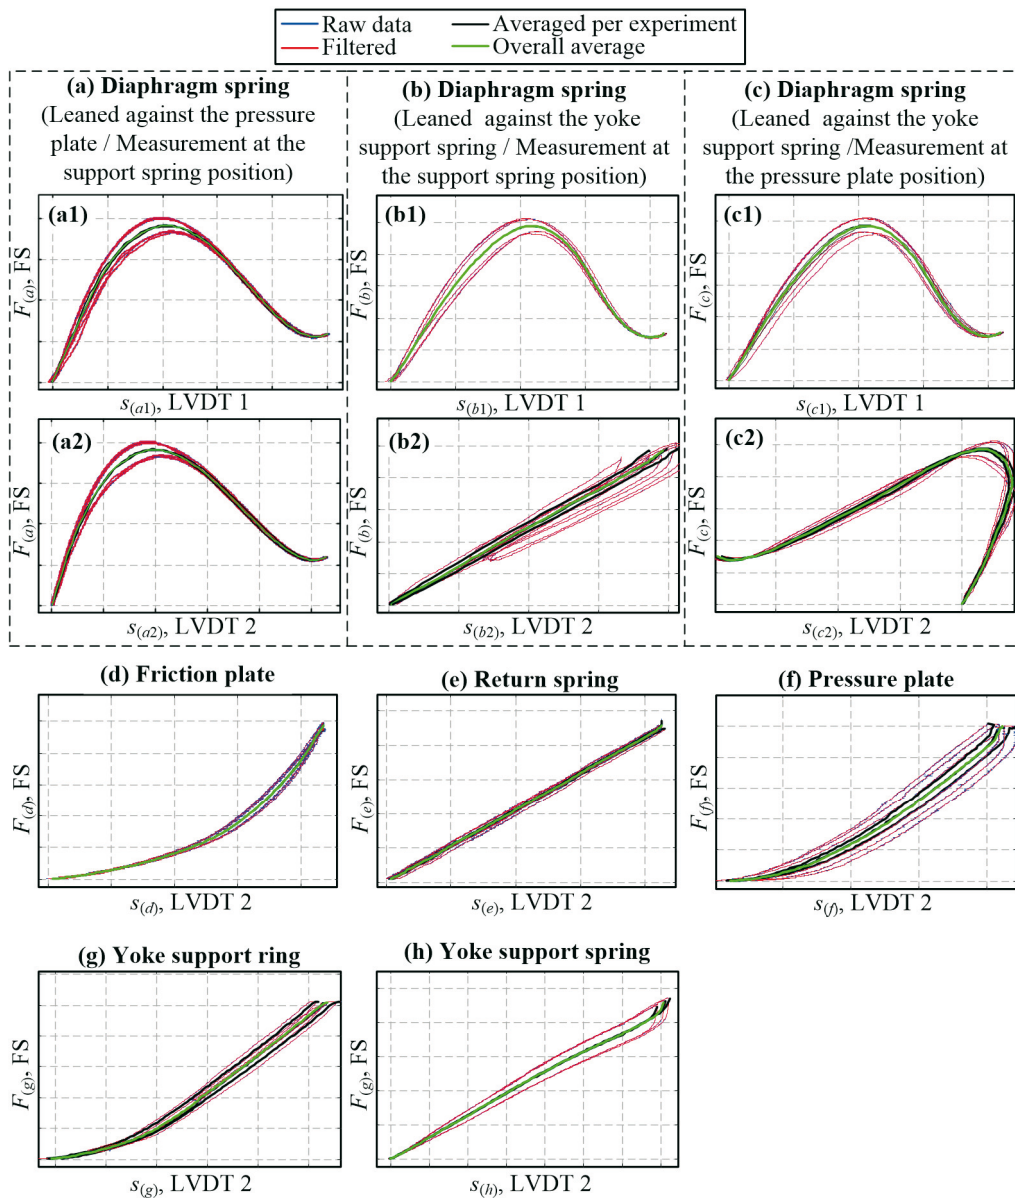 Raw data
Averaged per experiment
Filtered
Overall average
(a) Diaphragm spring
(Leaned against the pressure
plate / Measurement at the
support spring position)
(b) Diaphragm spring
(Leaned against the yoke
support spring / Measurement at
the support spring position)
(c) Diaphragm spring
(Leaned against the yoke
support spring /Measurement at
the pressure plate position)
(a1)
F(a), FS
s(a1), LVDT 1
(b1)
F(b), FS
s(b1), LVDT 1
(c1)
F(c), FS
s(c1), LVDT 1
(a2)
F(a), FS
s(a2), LVDT 2
(b2)
F(b), FS
s(b2), LVDT 2
(c2)
F(c), FS
s(c2), LVDT 2
(d) Friction plate
F(d), FS
s(d), LVDT 2
(e) Return spring
F(e), FS
s(e), LVDT 2
(f) Pressure plate
F(f), FS
s(f), LVDT 2
(g) Yoke support ring
F(g), FS
s(g), LVDT 2
(h) Yoke support spring
F(g), FS
s(h), LVDT 2